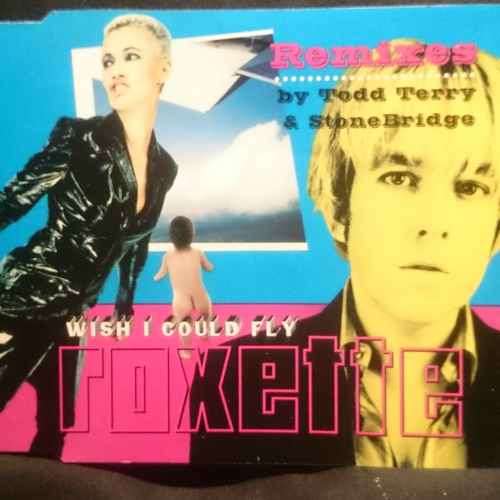 Remixes
by Todd Terry
& StoneBridge
WISH I COULD FLY
roxette